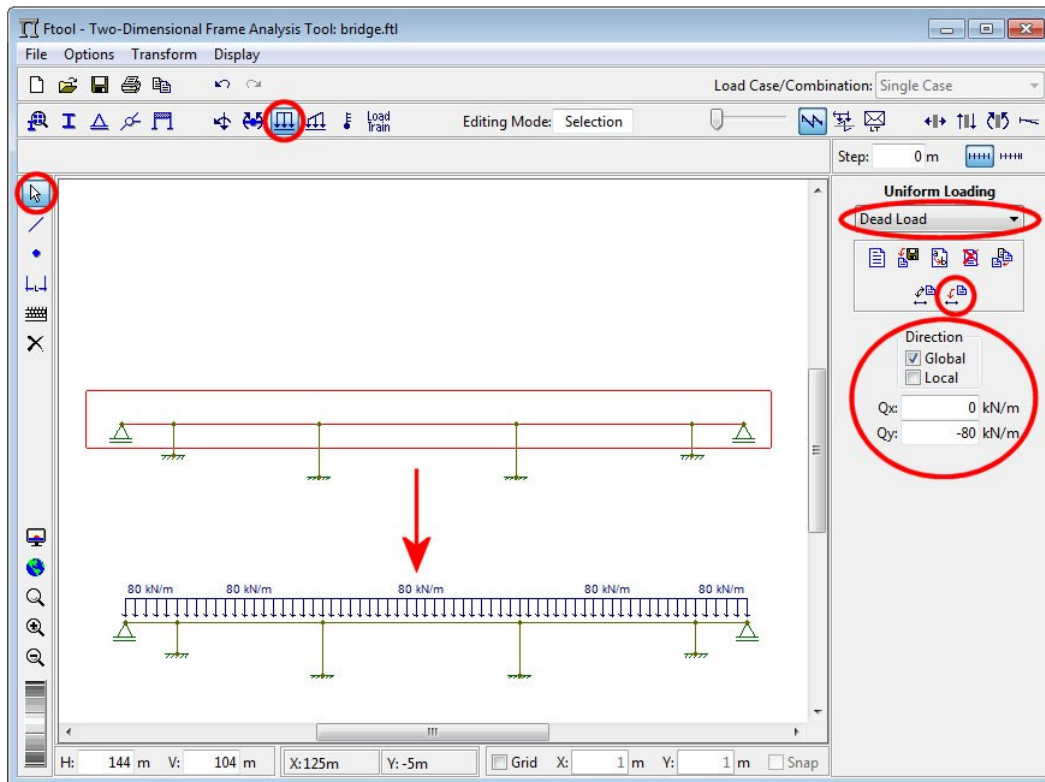 Ftool - Two-Dimensional Frame Analysis Tool: bridge.ftl
File Options Transform Display
Load Case/Combination: Single Case
Load Train Editing Mode: Selection LT
Step: 0 m
Uniform Loading
Dead Load
Direction
Global
Local
Qx: 0 kN/m
Qy: -80 kN/m
80 kN/m 80 kN/m 80 kN/m 80 kN/m 80 kN/m
H: 144 m V: 104 m X:125m Y: -5m Grid X: 1 m Y: 1 m Snap